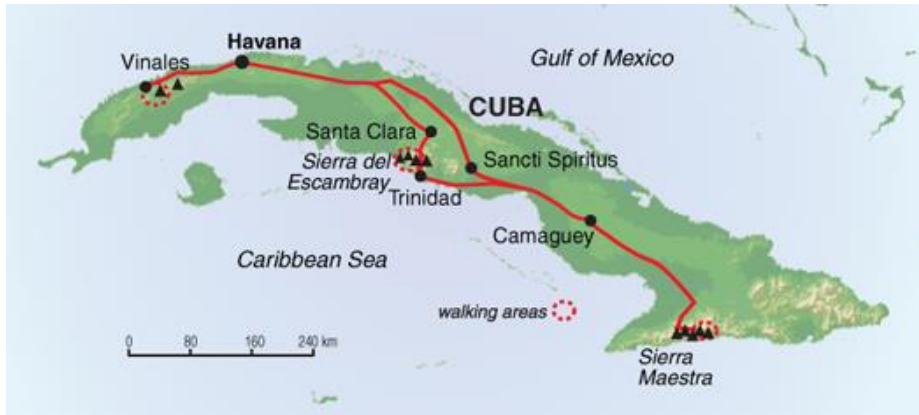 Havana
Gulf of Mexico
Vinales
CUBA
Santa Clara
Sierra del
Escambray
Sancti Spiritus
Trinidad
Camaguey
Caribbean Sea
walking areas
0 80 160 240 km
Sierra
Maestra